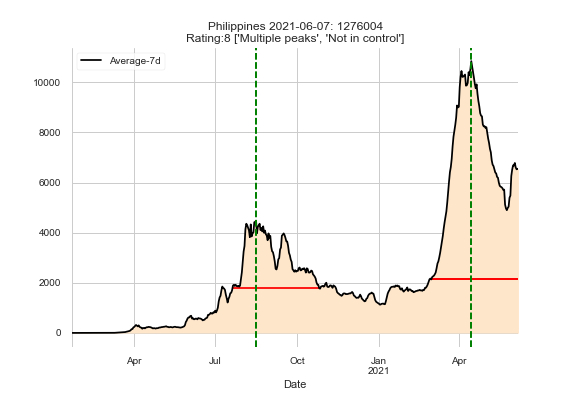 Philippines 2021-06-07: 1276004
Rating:8 ['Multiple peaks', 'Not in control']
Average-7d
10000
8000
6000
4000
2000
0
Apr Jul Oct Jan Apr
2021
Date